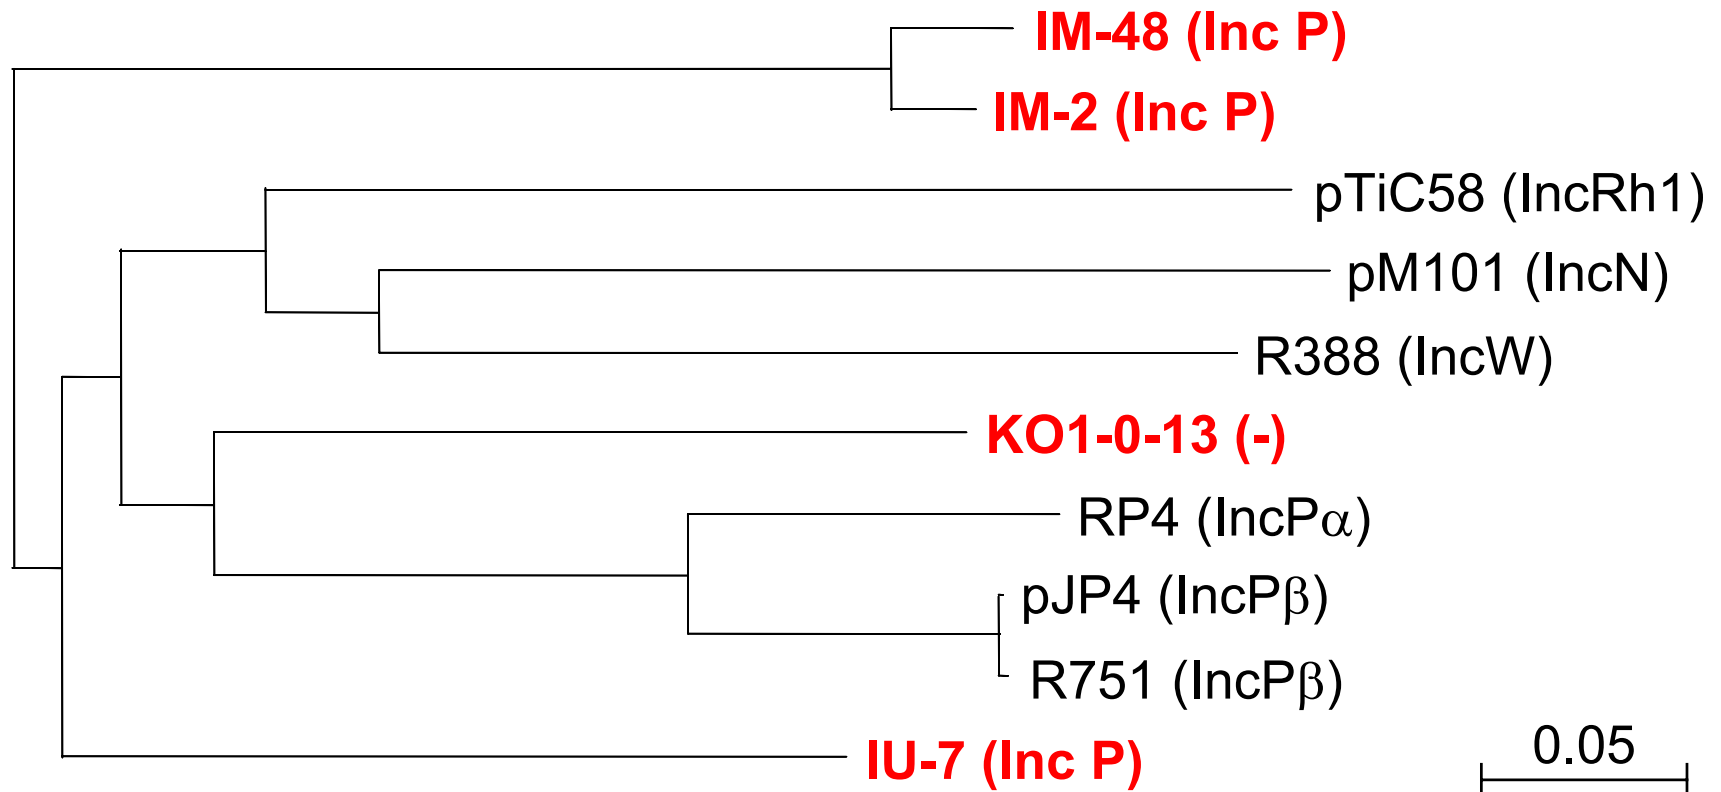 IM-48 (Inc P)
IM-2 (Inc P)
pTiC58 (IncRh1)
pM101 (IncN)
R388 (IncW)
KO1-0-13 (-)
RP4 (IncPα)
pJP4 (IncPβ)
R751 (IncPβ)
IU-7 (Inc P)
0.05